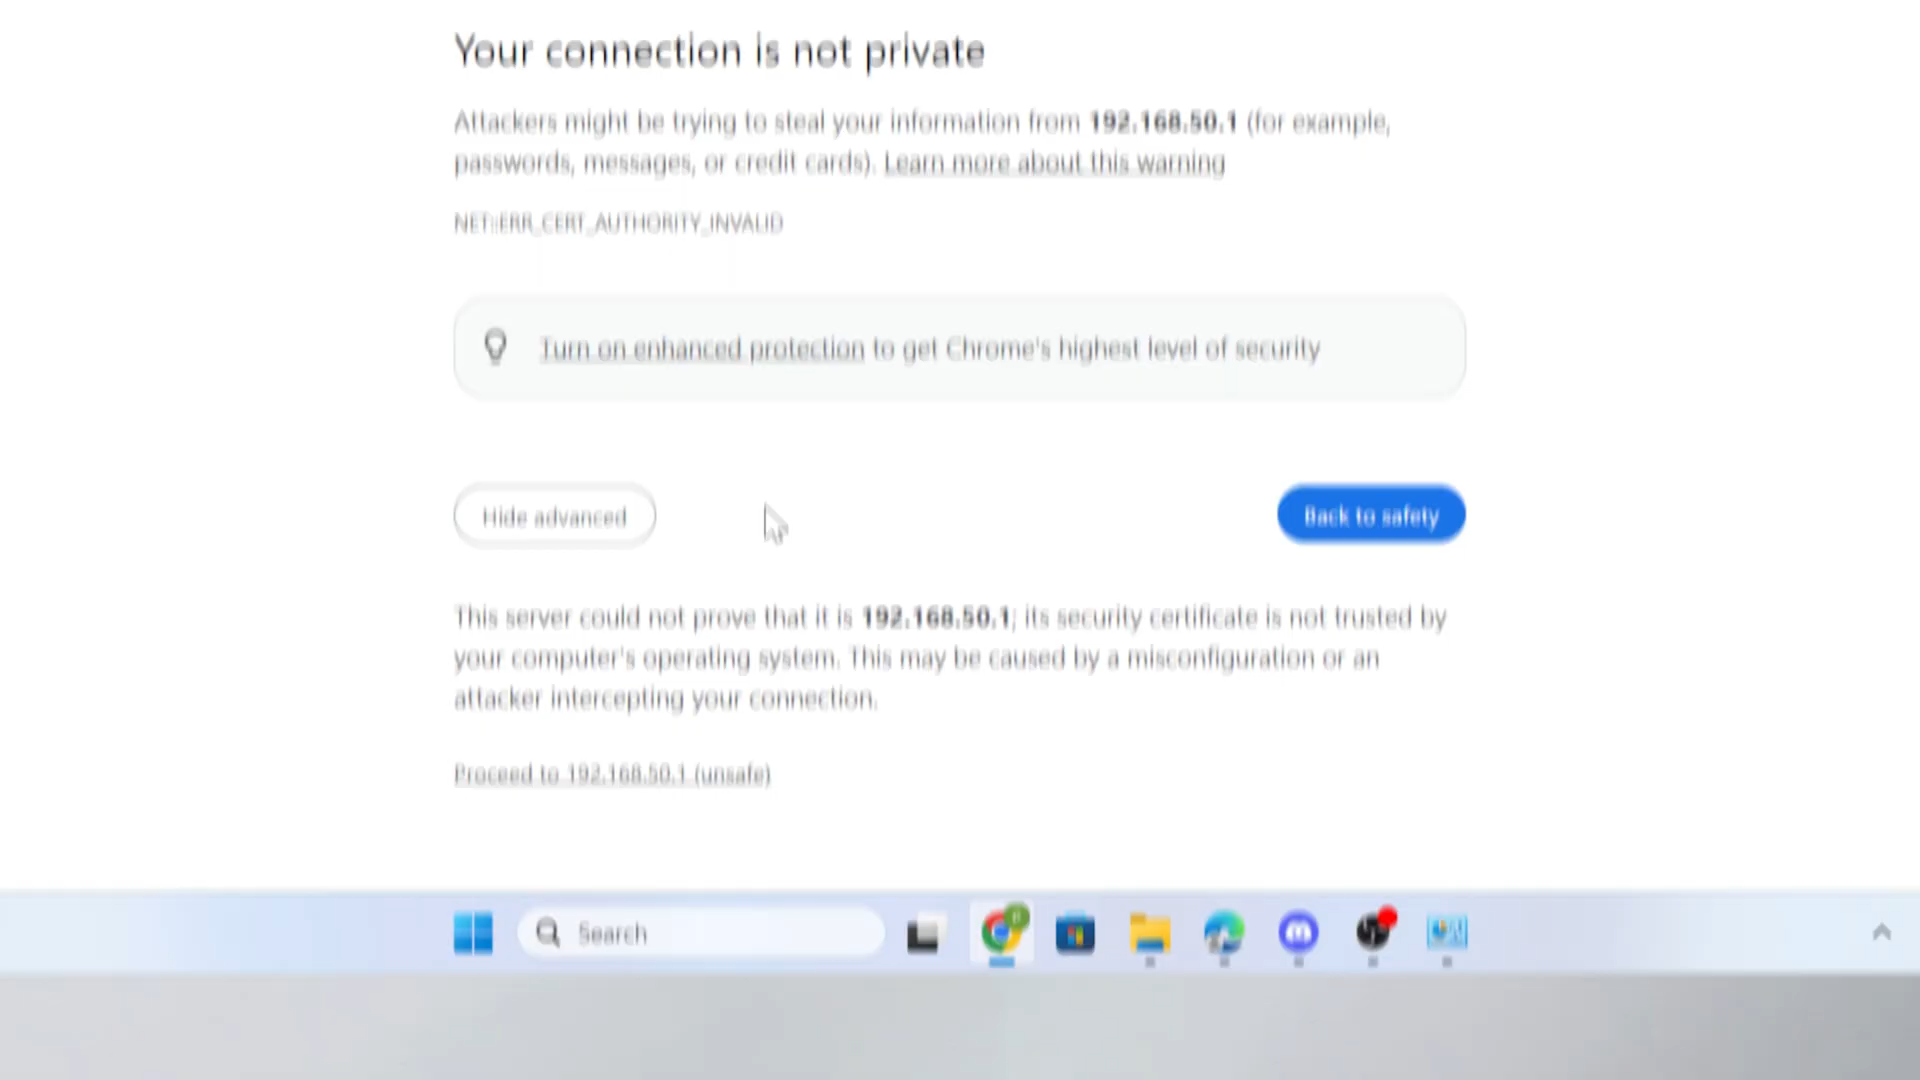 Your connection is not private
Attackers might be trying to steal your information from 192.168.50.1 (for example,
passwords, messages, or credit cards). Learn more about this warning
NET::ERR_CERT_AUTHORITY_INVALID
Turn on enhanced protection to get Chrome's highest level of security
Hide advanced
Back to safety
This server could not prove that it is 192.168.50.1; its security certificate is not trusted by
your computer's operating system. This may be caused by a misconfiguration or an
attacker intercepting your connection.
Proceed to 192.168.50.1 (unsafe)
Search